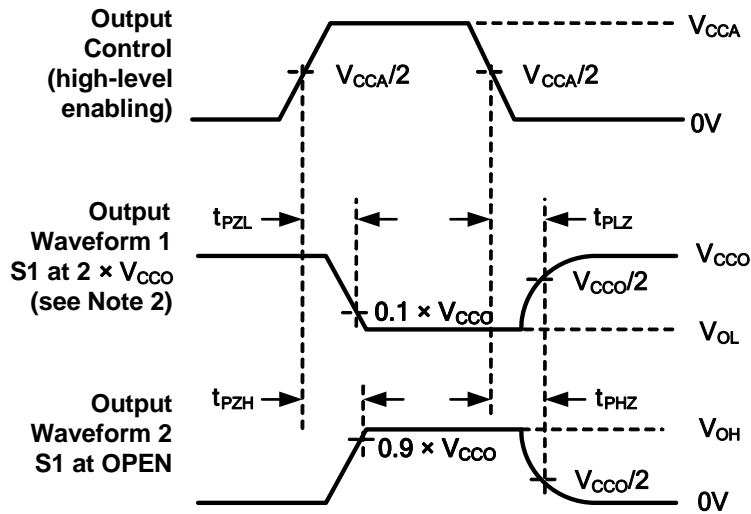 Output
Control
(high-level
enabling)
V_CCA
V_CCA/2
V_CCA/2
0V
Output
Waveform 1
S1 at 2 × V_CCO
(see Note 2)
t_PZL
t_PLZ
V_CCO
V_CCO/2
0.1 × V_CCO
V_OL
Output
Waveform 2
S1 at OPEN
t_PZH
t_PHZ
V_OH
0.9 × V_CCO
V_CCO/2
0V